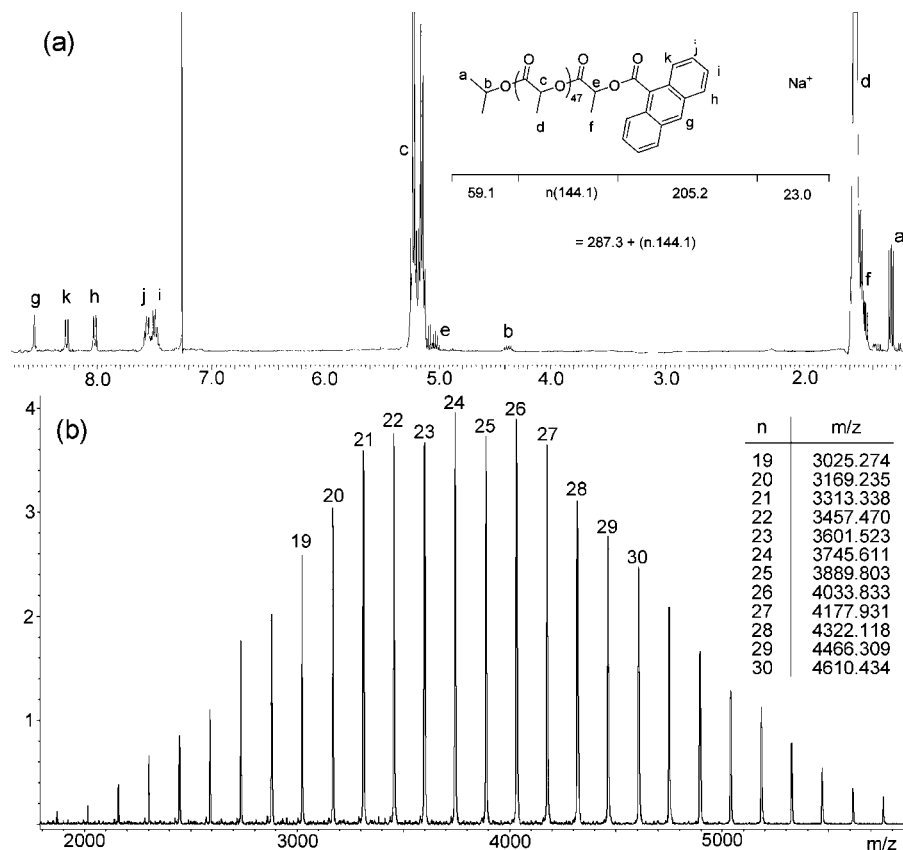 (a)
a
b
O
O
c
d
47
O
O
e
f
O
O
k
j
i
h
g
Na+
59.1 n(144.1) 205.2 23.0
= 287.3 + (n.144.1)
g k h j i c e b d f a
8.0 7.0 6.0 5.0 4.0 3.0 2.0
(b)
4
3
2
1
19 20 21 22 23 24 25 26 27 28 29 30
n m/z
19 3025.274
20 3169.235
21 3313.338
22 3457.470
23 3601.523
24 3745.611
25 3889.803
26 4033.833
27 4177.931
28 4322.118
29 4466.309
30 4610.434
2000 3000 4000 5000 m/z